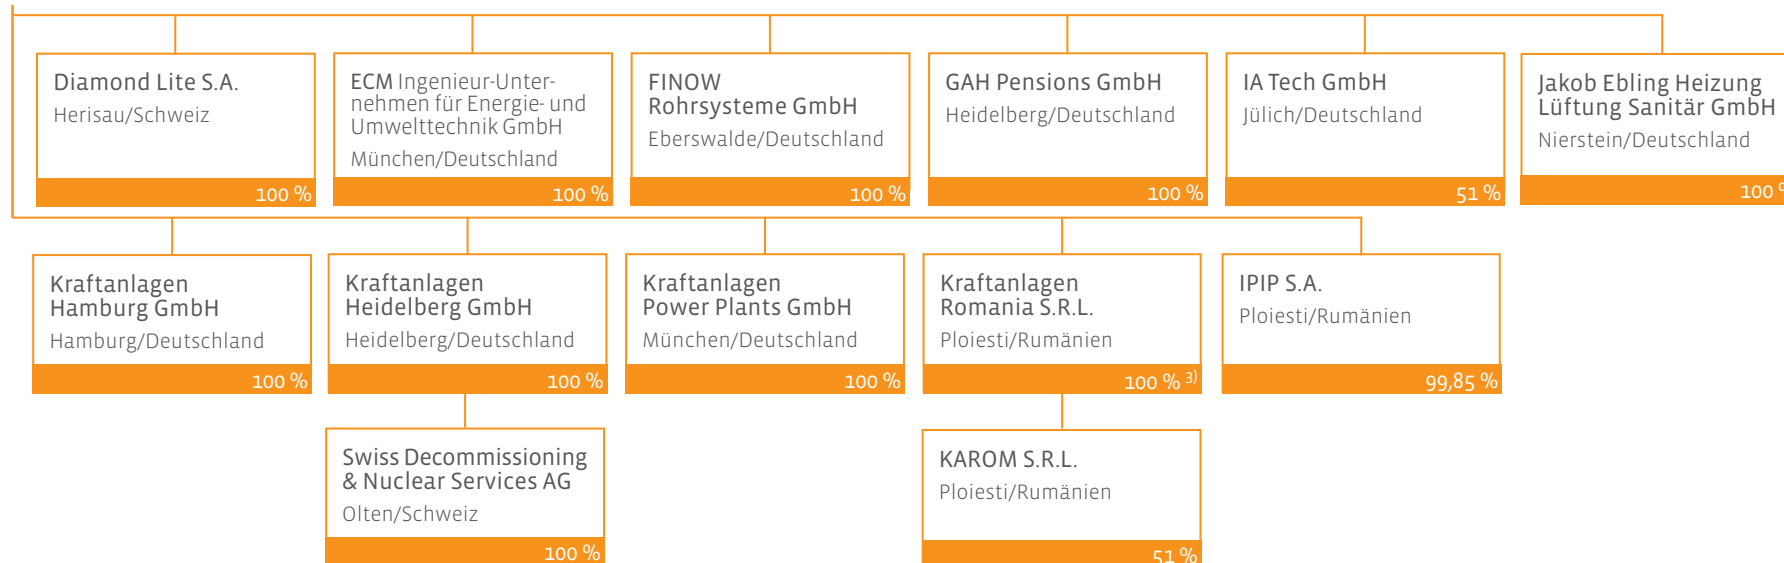 Diamond Lite S.A.
Herisau/Schweiz
100 %
ECM Ingenieur-Unter-
nehmen für Energie- und
Umwelttechnik GmbH
München/Deutschland
100 %
FINOW
Rohrsysteme GmbH
Eberswalde/Deutschland
100 %
GAH Pensions GmbH
Heidelberg/Deutschland
100 %
IA Tech GmbH
Jülich/Deutschland
51 %
Jakob Ebling Heizung
Lüftung Sanitär GmbH
Nierstein/Deutschland
100 %
Kraftanlagen
Hamburg GmbH
Hamburg/Deutschland
100 %
Kraftanlagen
Heidelberg GmbH
Heidelberg/Deutschland
100 %
Kraftanlagen
Power Plants GmbH
München/Deutschland
100 %
Kraftanlagen
Romania S.R.L.
Ploiesti/Rumänien
100 % 3)
IPIP S.A.
Ploiesti/Rumänien
99,85 %
Swiss Decommissioning
& Nuclear Services AG
Olten/Schweiz
100 %
KAROM S.R.L.
Ploiesti/Rumänien
51 %